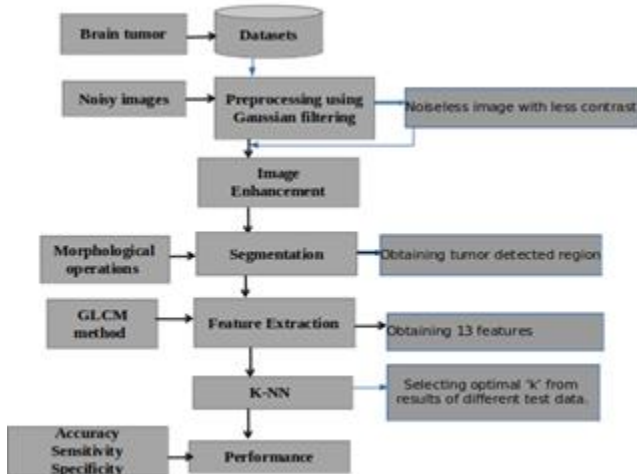 Brain tumor
Datasets
Noisy images
Preprocessing using
Gaussian filtering
Noiseless image with less contrast
Image
Enhancement
Morphological
operations
Segmentation
Obtaining tumor detected region
GLCM
method
Feature Extraction
Obtaining 13 features
K-NN
Selecting optimal 'k' from
results of different test data.
Accuracy
Sensitivity
Specificity
Performance